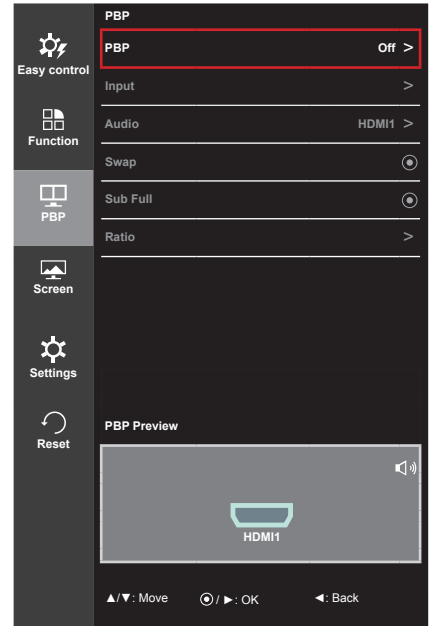 Easy control
Function
PBP
Screen
Settings
Reset
PBP
PBP Off >
Input >
Audio HDMI1 >
Swap
Sub Full
Ratio >
PBP Preview
HDMI1
▲/▼: Move ◉/ ►: OK ◄: Back